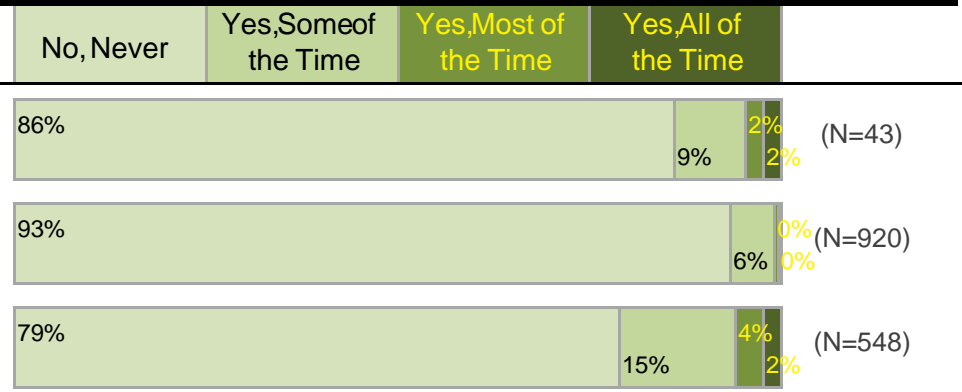 No, Never
Yes,Someof
the Time
Yes,Most of
the Time
Yes,All of
the Time
86%
9%
2%
2%
(N=43)
93%
6%
0%
0%
(N=920)
79%
15%
4%
2%
(N=548)